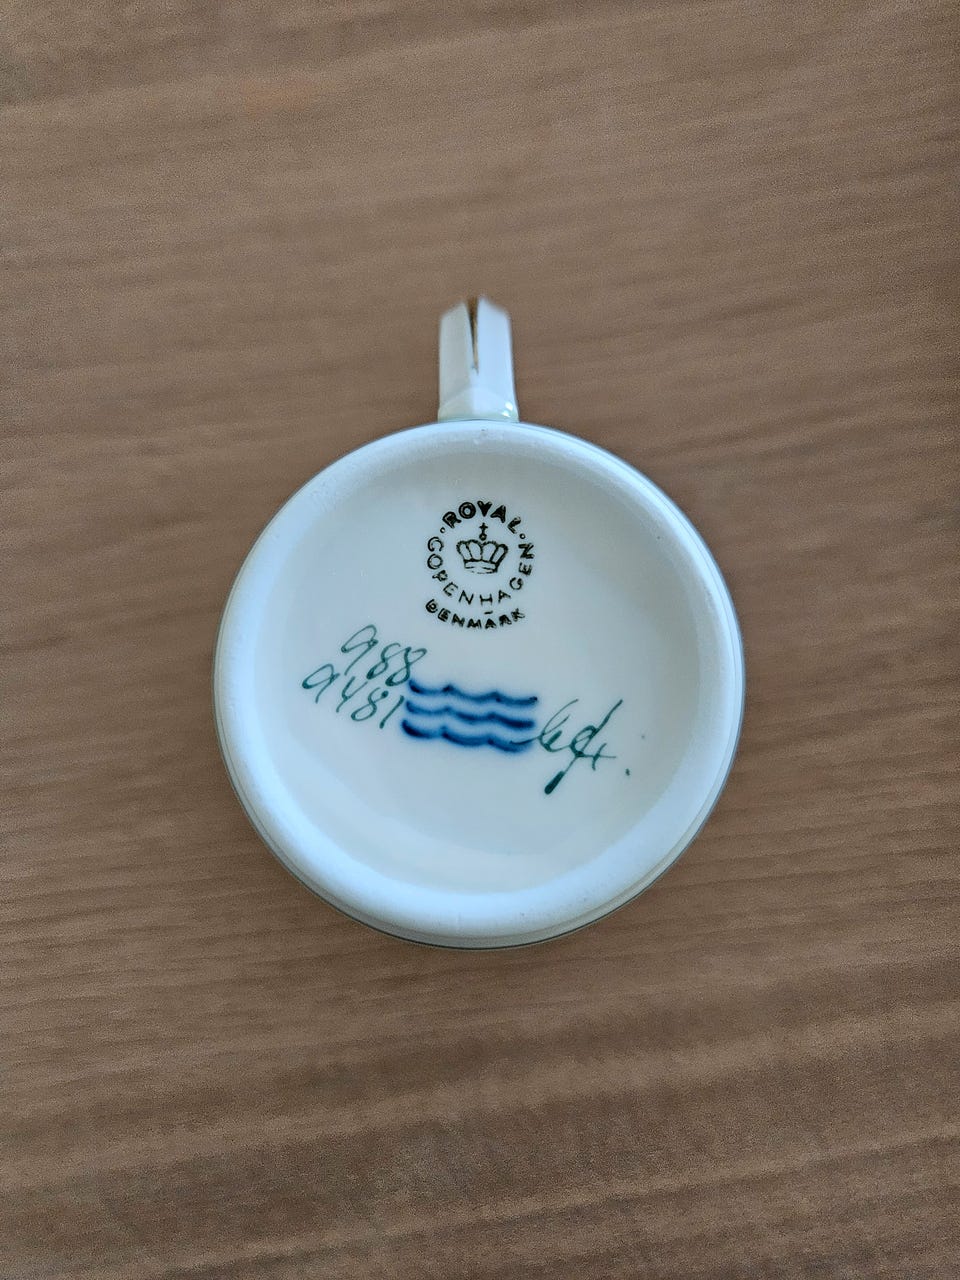 ROYAL
COPENHAGEN
DENMARK
988
9481